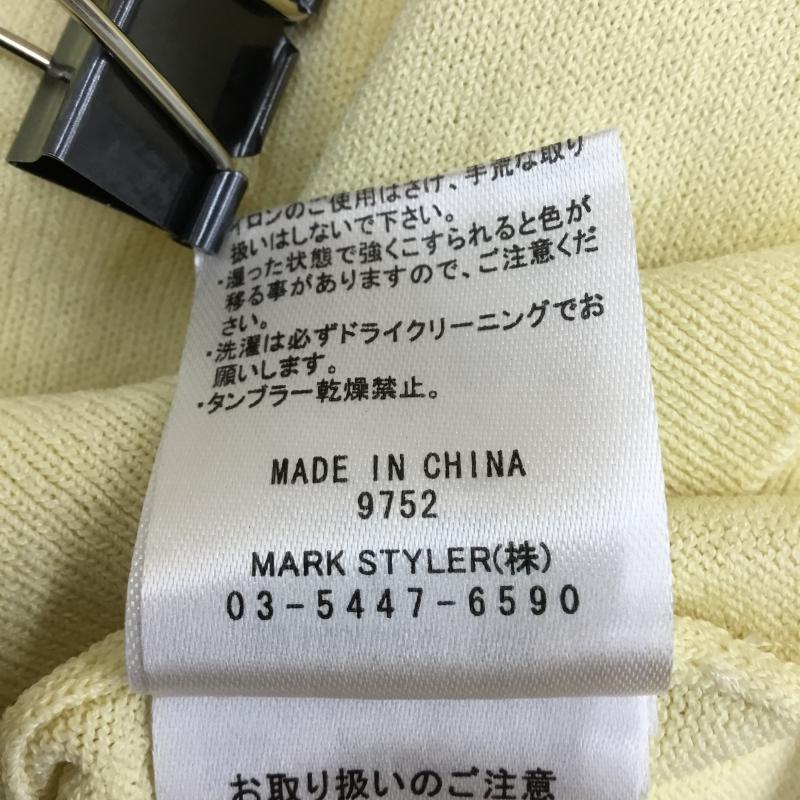 イロンのご使用はさけ、手荒な取り
扱いはしないで下さい。
・湿った状態で強くこすられると色が
移る事がありますので、ご注意くだ
さい。
・洗濯は必ずドライクリーニングでお
願いします。
・タンブラー乾燥禁止。
MADE IN CHINA
9752
MARK STYLER(株)
03-5447-6590
お取り扱いのご注意